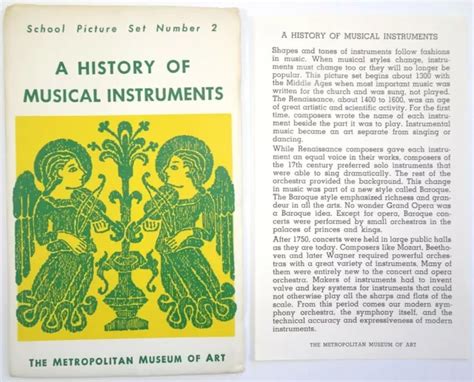 School Picture Set Number 2
A HISTORY OF
MUSICAL INSTRUMENTS
THE METROPOLITAN MUSEUM OF ART
A HISTORY OF MUSICAL INSTRUMENTS
Shapes and tones of instruments follow fashions
in music. When musical styles change, instru-
ments must change too or they will no longer be
popular. This picture set begins about 1300 with
the Middle Ages when most important music was
written for the church and was sung, not played.
The Renaissance, about 1400 to 1600, was an age
of great artistic and scientific activity. For the first
time, composers wrote the name of each instru-
ment beside the part it was to play. Instrumental
music became an art separate from singing or
dancing.
While Renaissance composers gave each instru-
ment an equal voice in their works, composers of
the 17th century preferred solo instruments that
were able to sing dramatically. The rest of the
orchestra provided the background. This change
in music was part of a new style called Baroque.
The Baroque style emphasized richness and gran-
deur in all the arts. No wonder Grand Opera was
a Baroque idea. Except for opera, Baroque con-
certs were performed by small orchestras in the
palaces of princes and kings.
After 1750, concerts were held in large public halls
as they are today. Composers like Mozart, Beetho-
ven and later Wagner required powerful orches-
tras with a great variety of instruments. Many of
them were entirely new to the concert and opera
orchestra. Makers of instruments had to invent
valve and key systems for instruments that could
not otherwise play all the sharps and flats of the
scale. From this period comes our modern
symphony orchestra, the symphony itself, and the
technical accuracy and expressiveness of modern
instruments.
THE METROPOLITAN MUSEUM OF ART